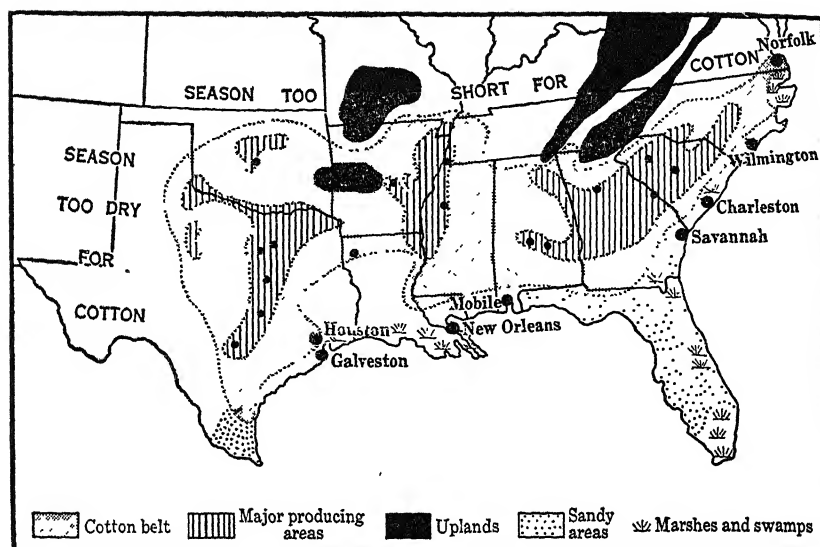 Norfolk
SEASON TOO SHORT FOR COTTON
SEASON
TOO DRY
FOR
COTTON
Wilmington
Charleston
Savannah
Mobile
New Orleans
Houston
Galveston
Cotton belt
Major producing
areas
Uplands
Sandy
areas
Marshes and swamps